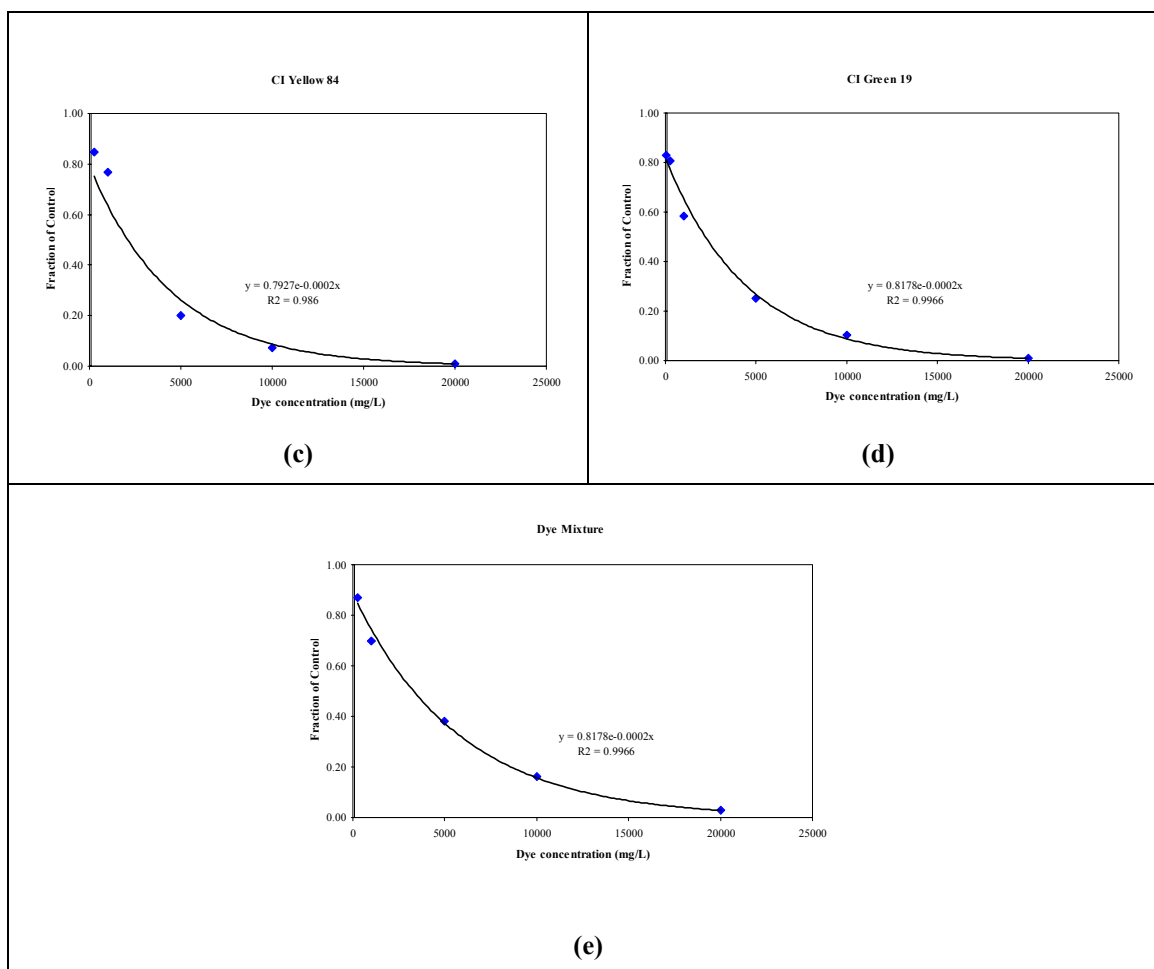 CI Yellow 84
1.00
0.80
0.60
0.40
0.20
0.00
Fraction of Control
y = 0.7927e-0.0002x
R2 = 0.986
0 5000 10000 15000 20000 25000
Dye concentration (mg/L)
(c)
CI Green 19
1.00
0.80
0.60
0.40
0.20
0.00
Fraction of Control
y = 0.8178e-0.0002x
R2 = 0.9966
0 5000 10000 15000 20000 25000
Dye concentration (mg/L)
(d)
Dye Mixture
1.00
0.80
0.60
0.40
0.20
0.00
Fraction of Control
y = 0.8178e-0.0002x
R2 = 0.9966
0 5000 10000 15000 20000 25000
Dye concentration (mg/L)
(e)